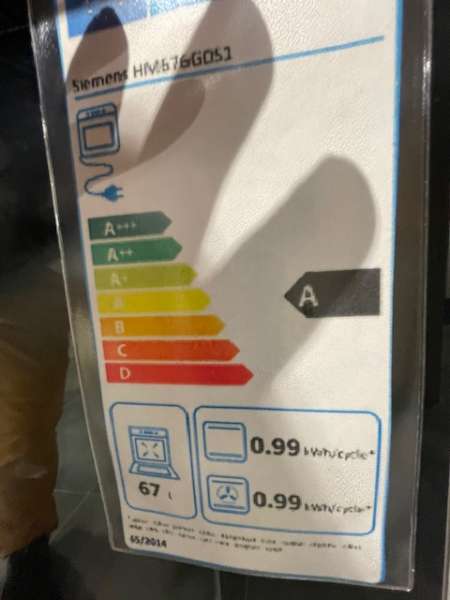 Siemens HM676G0S1
A+++
A++
A+
A
B
C
D
A
67 L
0.99 kWh/cycle*
0.99 kWh/cycle*
65/2014